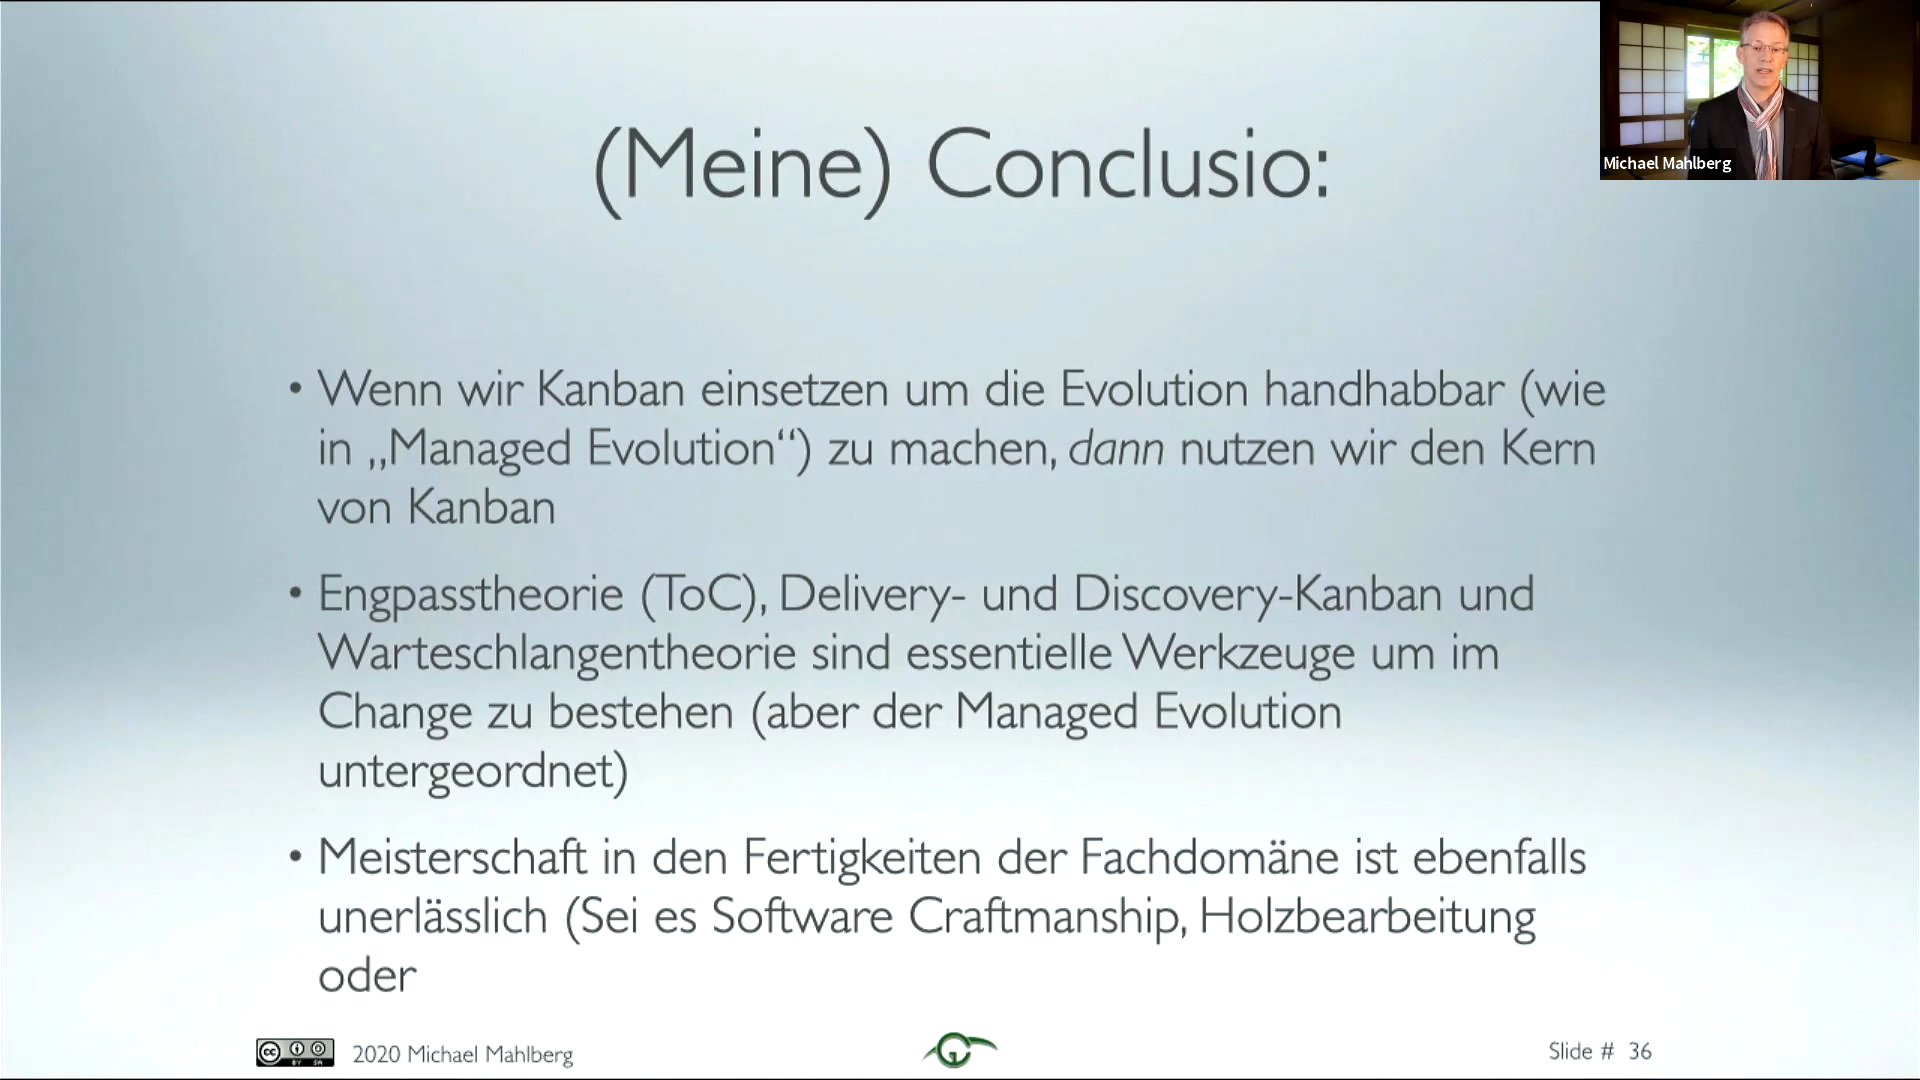 (Meine) Conclusio:
Michael Mahlberg
• Wenn wir Kanban einsetzen um die Evolution handhabbar (wie
in „Managed Evolution“) zu machen, dann nutzen wir den Kern
von Kanban
• Engpasstheorie (ToC), Delivery- und Discovery-Kanban und
Warteschlangentheorie sind essentielle Werkzeuge um im
Change zu bestehen (aber der Managed Evolution
untergeordnet)
• Meisterschaft in den Fertigkeiten der Fachdomäne ist ebenfalls
unerlässlich (Sei es Software Craftmanship, Holzbearbeitung
oder
cc BY SA
2020 Michael Mahlberg
Slide # 36